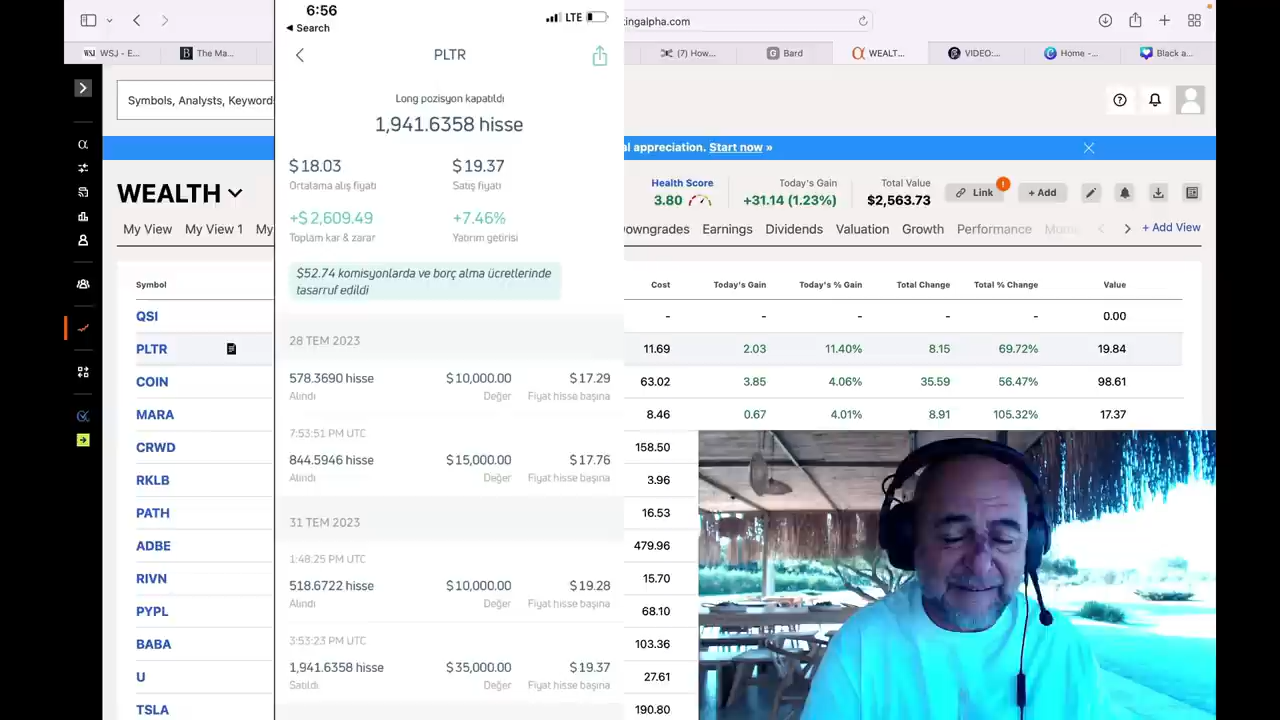 WSJ - E...
The Ma...
6:56
LTE
Search
PLTR
Long pozisyon kapatıldı
1,941.6358 hisse
$18.03
$19.37
Ortalama alış fiyatı
Satış fiyatı
+$2,609.49
+7.46%
Toplam kar & zarar
Yatırım getirisi
$52.74 komisyonlarda ve borç alma ücretlerinde
tasarruf edildi
28 TEM 2023
578.3690 hisse
$10,000.00
$17.29
Alındı
Değer
Fiyat hisse başına
7:53:51 PM UTC
844.5946 hisse
$15,000.00
$17.76
Alındı
Değer
Fiyat hisse başına
31 TEM 2023
1:48:25 PM UTC
518.6722 hisse
$10,000.00
$19.28
Alındı
Değer
Fiyat hisse başına
3:53:23 PM UTC
1,941.6358 hisse
$35,000.00
$19.37
Satıldı
Değer
Fiyat hisse başına
kingalpha.com
(7) How...
Bard
WEALT...
VIDEO:...
Home -...
Black a...
Symbols, Analysts, Keyword
al appreciation. Start now »
WEALTH
Health Score
3.80
Today's Gain
+31.14 (1.23%)
Total Value
$2,563.73
Link
!
+ Add
My View
My View 1
My
owngrades
Earnings
Dividends
Valuation
Growth
Performance
+ Add View
Symbol
Cost
Today's Gain
Today's % Gain
Total Change
Total % Change
Value
QSI
-
-
-
-
-
0.00
PLTR
11.69
2.03
11.40%
8.15
69.72%
19.84
COIN
63.02
3.85
4.06%
35.59
56.47%
98.61
MARA
8.46
0.67
4.01%
8.91
105.32%
17.37
CRWD
158.50
RKLB
3.96
PATH
16.53
ADBE
479.96
RIVN
15.70
PYPL
68.10
BABA
103.36
U
27.61
TSLA
190.80